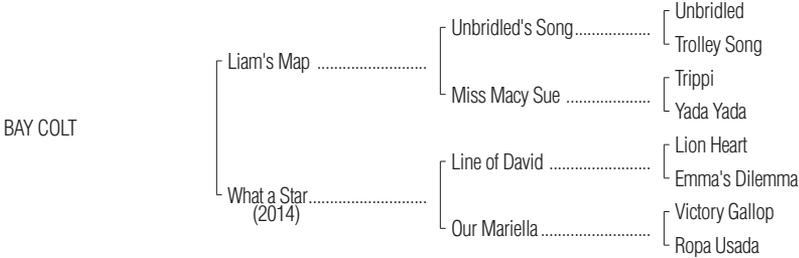 Unbridled
Unbridled's Song..................
Trolley Song
Liam's Map ..........................
Trippi
Miss Macy Sue ....................
Yada Yada
BAY COLT
Lion Heart
Line of David ........................
Emma's Dilemma
What a Star............................
(2014)
Victory Gallop
Our Mariella..........................
Ropa Usada